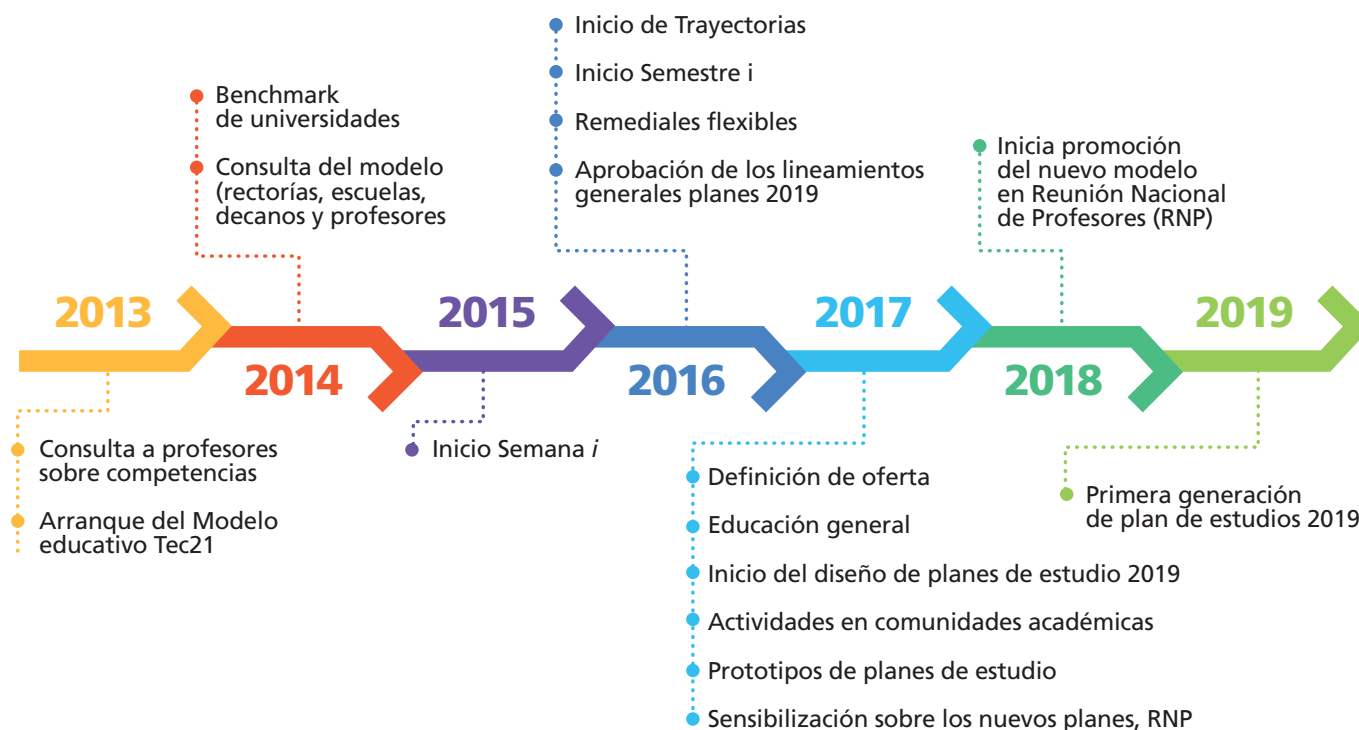 Inicio de Trayectorias
Inicio Semestre i
Remediales flexibles
Aprobación de los lineamientos
generales planes 2019
Benchmark
de universidades
Consulta del modelo
(rectorías, escuelas,
decanos y profesores
Inicia promoción
del nuevo modelo
en Reunión Nacional
de Profesores (RNP)
2013
2014
2015
2016
2017
2018
2019
Consulta a profesores
sobre competencias
Arranque del Modelo
educativo Tec21
Inicio Semana i
Definición de oferta
Educación general
Inicio del diseño de planes de estudio 2019
Actividades en comunidades académicas
Prototipos de planes de estudio
Sensibilización sobre los nuevos planes, RNP
Primera generación
de plan de estudios 2019